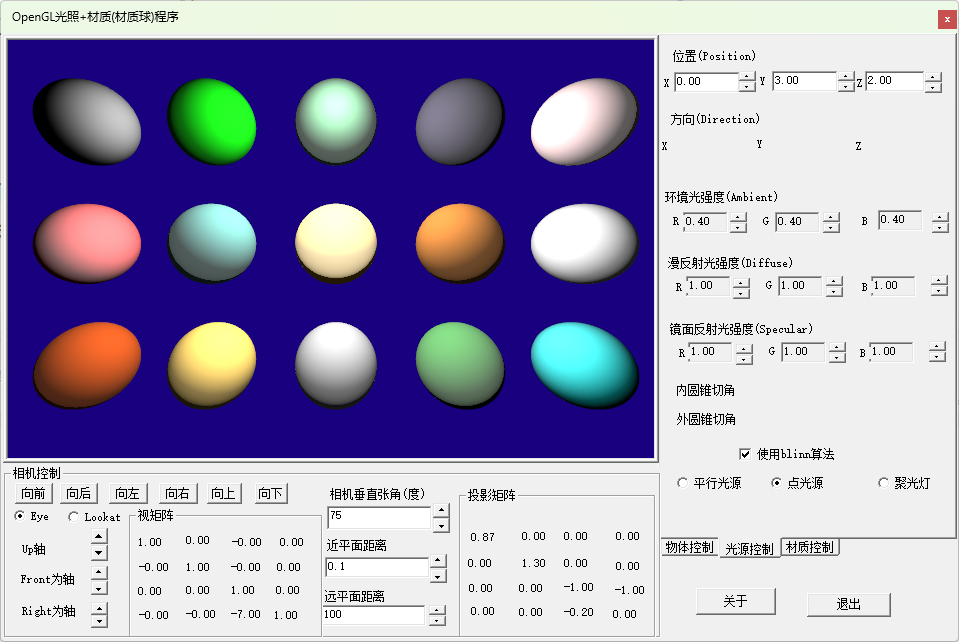 OpenGL光照+材质(材质球)程序
x
位置(Position)
X 0.00 Y 3.00 Z 2.00
方向(Direction)
X Y Z
环境光强度(Ambient)
R 0.40 G 0.40 B 0.40
漫反射光强度(Diffuse)
R 1.00 G 1.00 B 1.00
镜面反射光强度(Specular)
R 1.00 G 1.00 B 1.00
内圆锥切角
外圆锥切角
使用blinn算法
平行光源 点光源 聚光灯
物体控制 光源控制 材质控制
关于 退出
相机控制
向前 向后 向左 向右 向上 向下
Eye Lookat
Up轴
Front为轴
Right为轴
视矩阵
1.00 0.00 -0.00 0.00
-0.00 1.00 -0.00 0.00
0.00 0.00 1.00 0.00
-0.00 -0.00 -7.00 1.00
相机垂直张角(度)
75
近平面距离
0.1
远平面距离
100
投影矩阵
0.87 0.00 0.00 0.00
0.00 1.30 0.00 0.00
0.00 0.00 -1.00 -1.00
0.00 0.00 -0.20 0.00